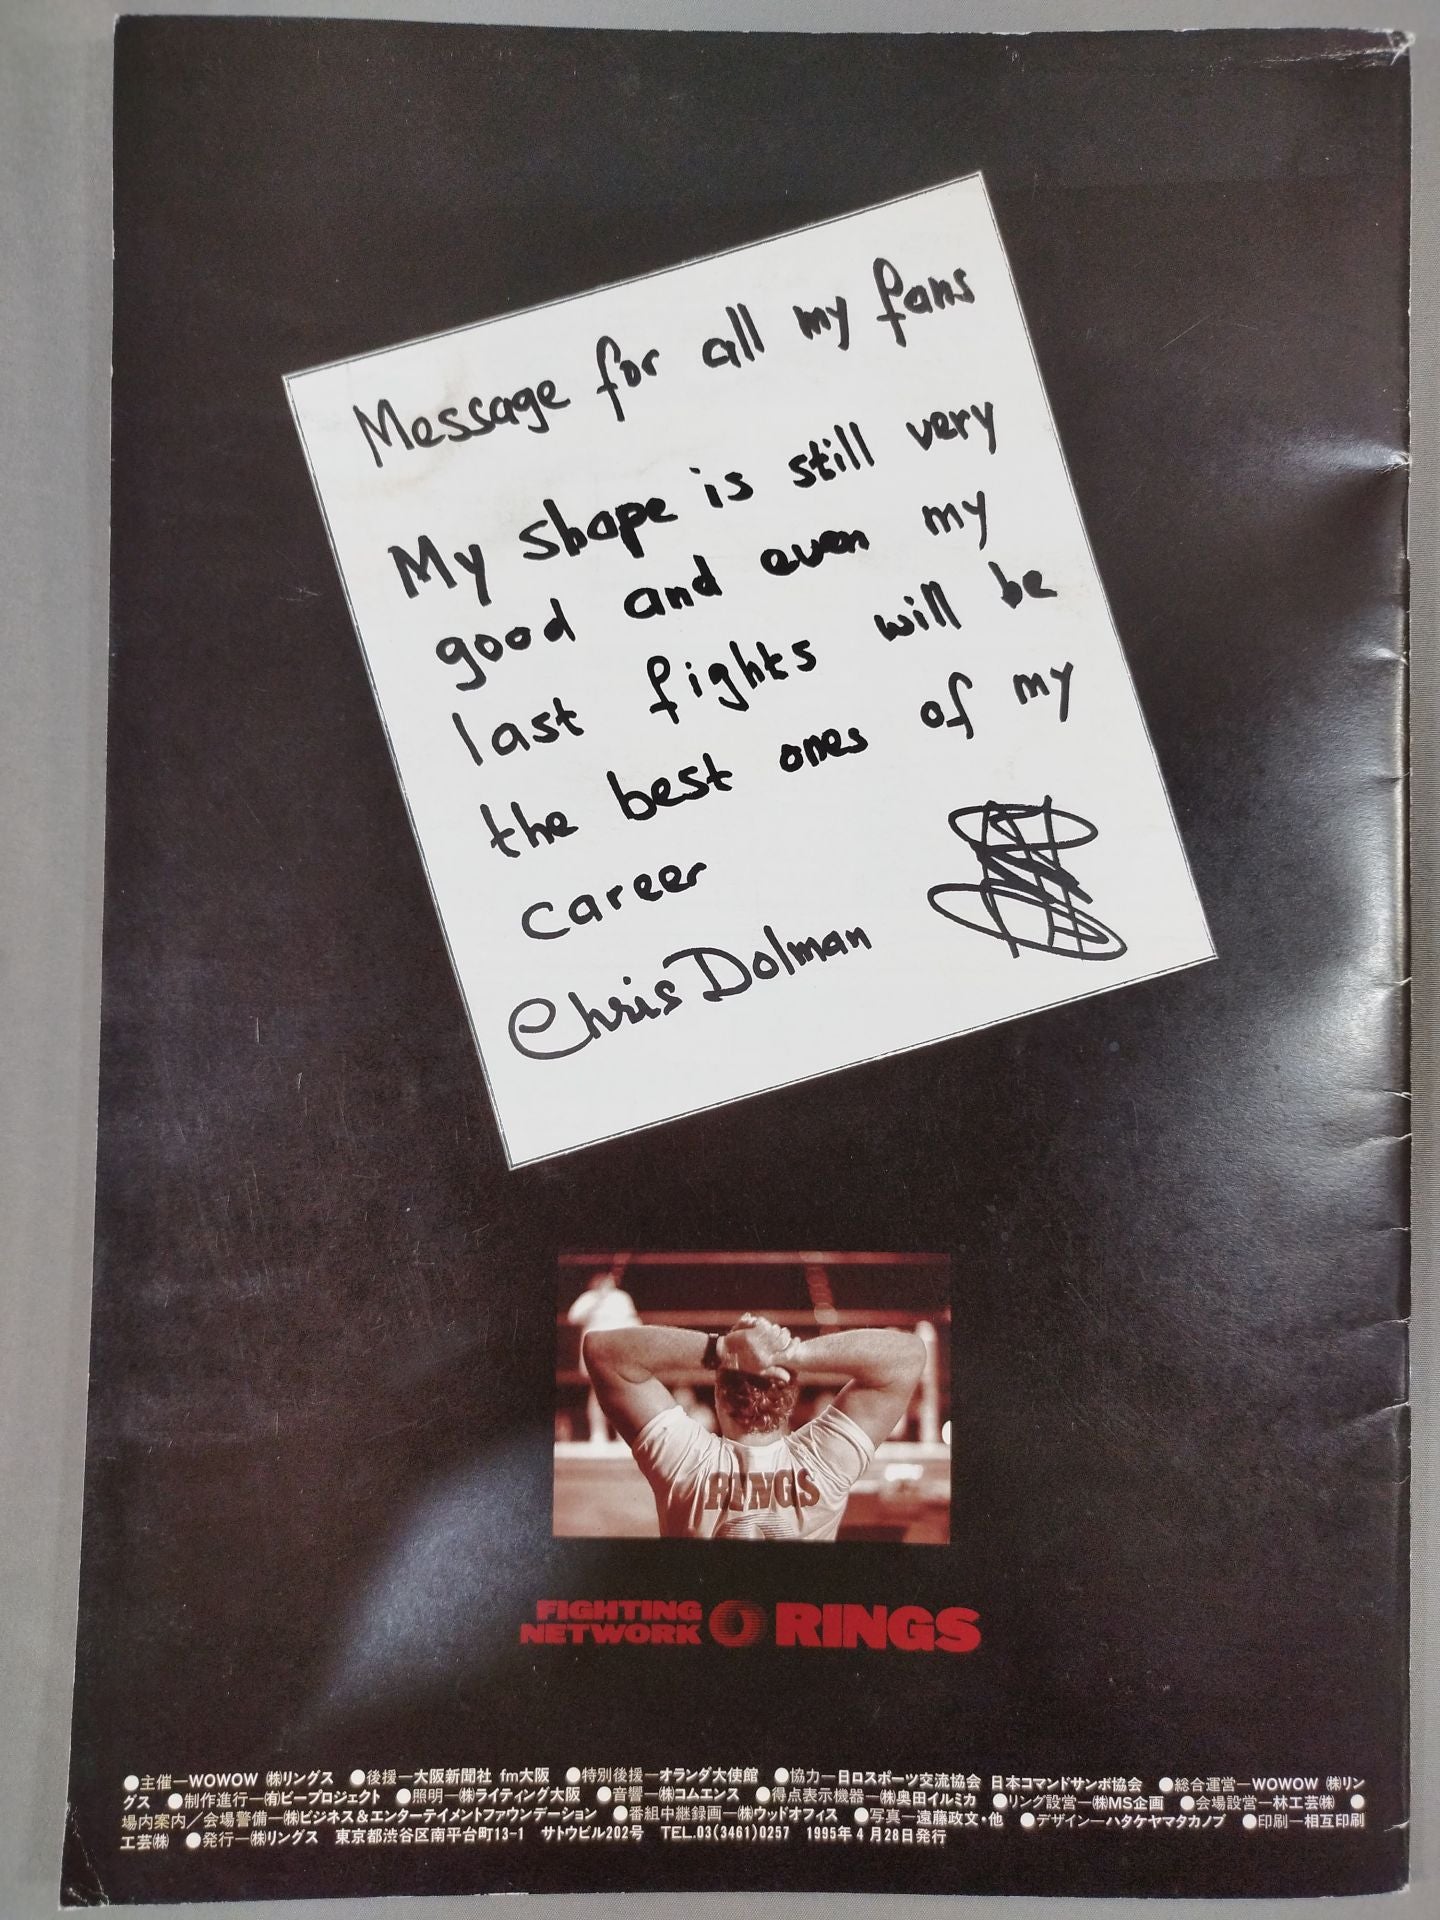 Message for all my fans
My shape is still very
good and even my
last fights will be
the best ones of my
career
Chris Dolman
RINGS
FIGHTING
NETWORK RINGS
●主催―WOWOW ㈱リングス ●後援―大阪新聞社 fm大阪 ●特別後援―オランダ大使館 ●協力―日ロスポーツ交流協会 日本コマンドサンボ協会 ●総合運営―WOWOW ㈱リン
グス ●制作進行―㈲ビープロジェクト ●照明―㈱ライティング大阪 ●音響―㈱コムエンス ●得点表示機器―㈱奥田イルミカ ●リング設営―㈱MS企画 ●会場設営―林工芸㈱ ●
場内案内／会場警備―㈱ビジネス＆エンターテイメントファウンデーション ●番組中継録画―㈱ウッドオフィス ●写真―遠藤政文・他 ●デザイン―ハタケヤマタカノブ ●印刷―相互印刷
工芸㈱ ●発行―㈱リングス 東京都渋谷区南平台町13-1 サトウビル202号 TEL.03(3461)0257 1995年4月28日発行